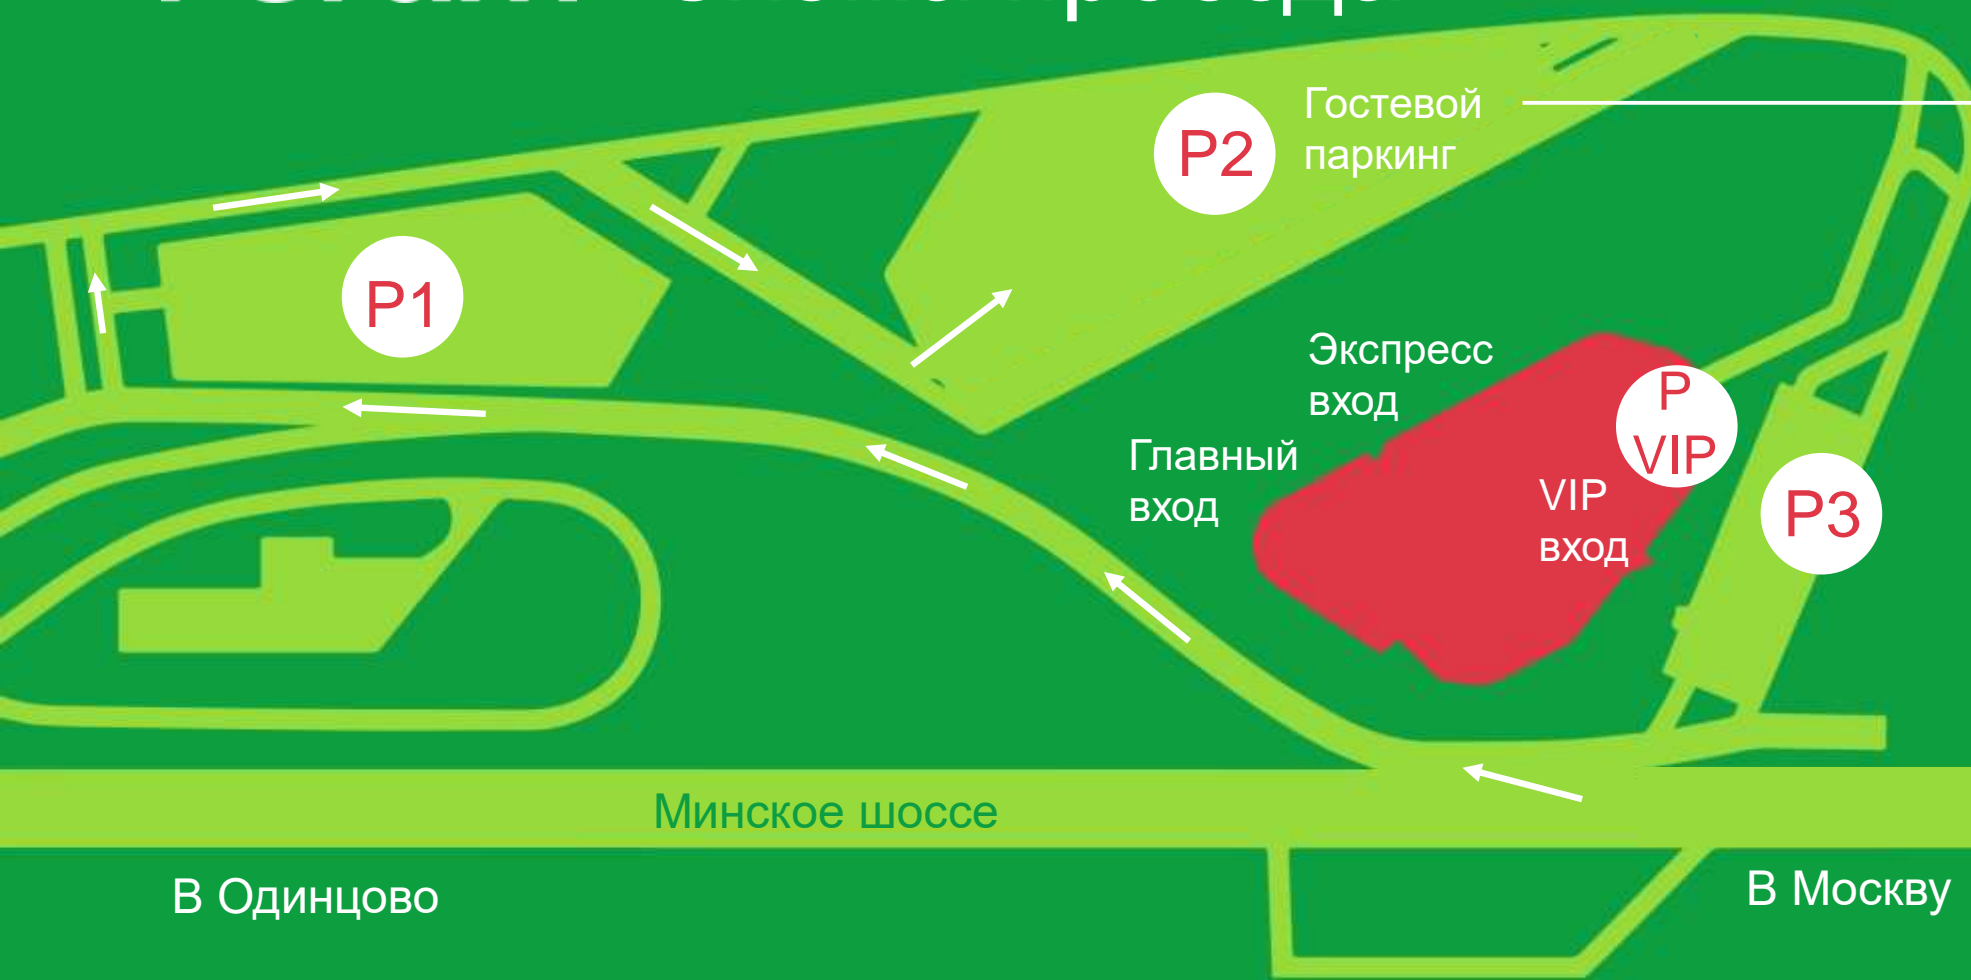 P2
Гостевой
паркинг
P1
Экспресс
вход
P
VIP
Главный
вход
VIP
вход
P3
Минское шоссе
В Одинцово
В Москву